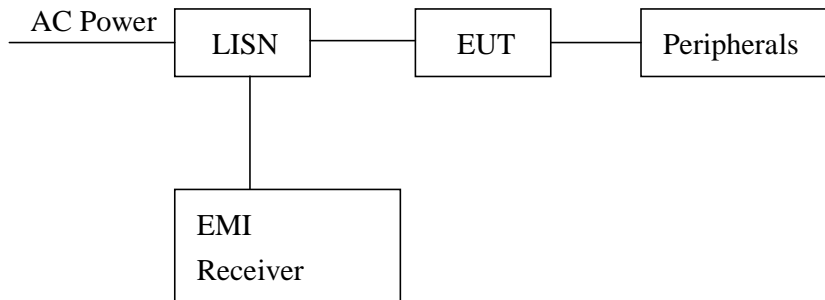 AC Power
LISN
EUT
Peripherals
EMI
Receiver